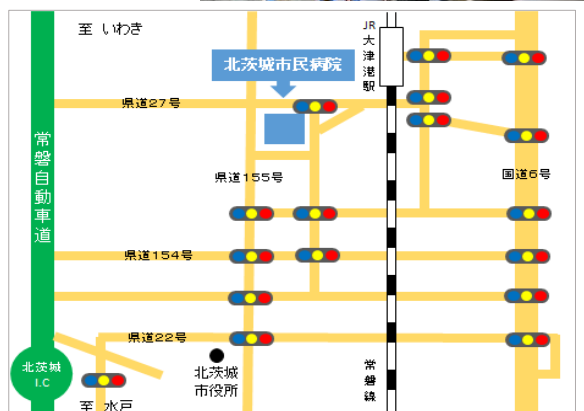 至 いわき
JR
大津港駅
北茨城市民病院
県道27号
常磐自動車道
県道155号
国道6号
県道154号
県道22号
北茨城
I.C
北茨城
市役所
常磐線
至 水戸